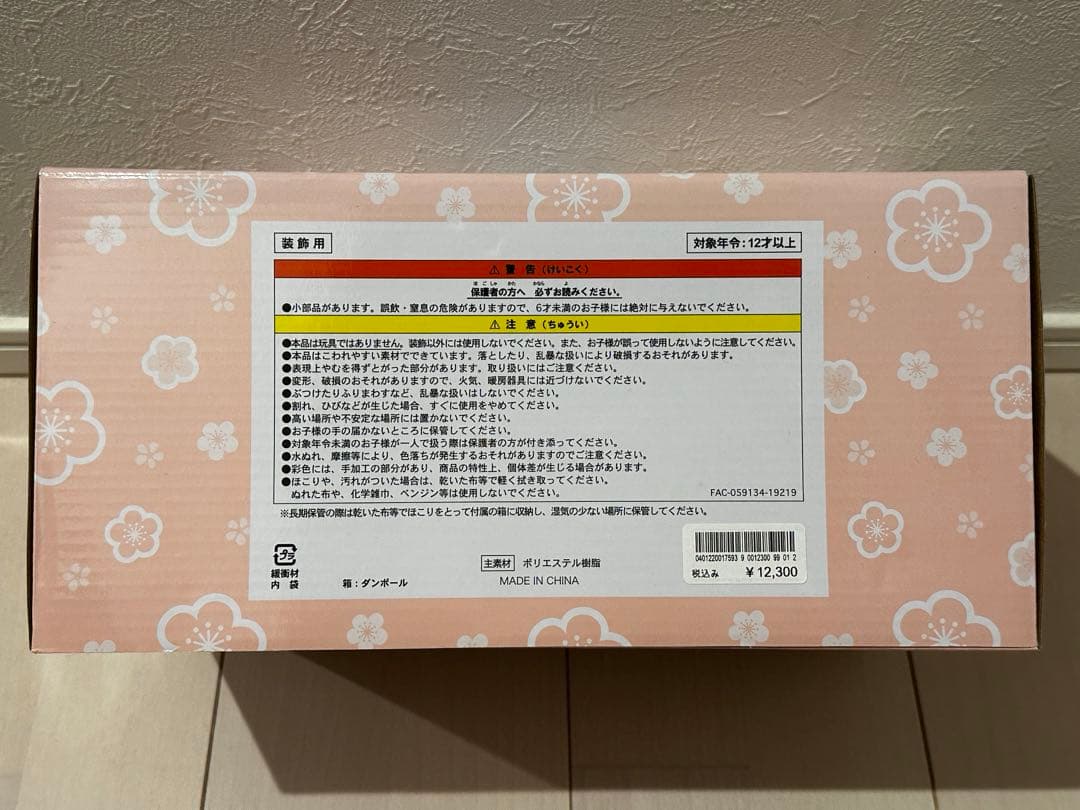 装飾用
対象年令：12才以上
⚠警告（けいこく）
ほごしゃ かた かなら よ
保護者の方へ 必ずお読みください。
●小部品があります。誤飲・窒息の危険がありますので、6才未満のお子様には絶対に与えないでください。
⚠注意（ちゅうい）
●本品は玩具ではありません。装飾以外には使用しないでください。また、お子様が誤って使用しないように注意してください。
●本品はこわれやすい素材でできています。落としたり、乱暴な扱いにより破損するおそれがあります。
●表現上やむを得ずとがった部分があります。取り扱いにはご注意ください。
●変形、破損のおそれがありますので、火気、暖房器具には近づけないでください。
●ぶつけたりふりまわすなど、乱暴な扱いはしないでください。
●割れ、ひびなどが生じた場合、すぐに使用をやめてください。
●高い場所や不安定な場所には置かないでください。
●お子様の手の届かないところに保管してください。
●対象年令未満のお子様が一人で扱う際は保護者の方が付き添ってください。
●水ぬれ、摩擦等により、色落ちが発生するおそれがありますのでご注意ください。
●彩色には、手加工の部分があり、商品の特性上、個体差が生じる場合があります。
●ほこりや、汚れがついた場合は、乾いた布等で軽く拭き取ってください。
ぬれた布や、化学雑巾、ベンジン等は使用しないでください。
FAC-059134-19219
※長期保管の際は乾いた布等でほこりをとって付属の箱に収納し、湿気の少ない場所に保管してください。
プラ
緩衝材
内袋
箱：ダンボール
主素材 ポリエステル樹脂
MADE IN CHINA
0401220017593 9 0012300 99 01 2
税込み ￥12,300